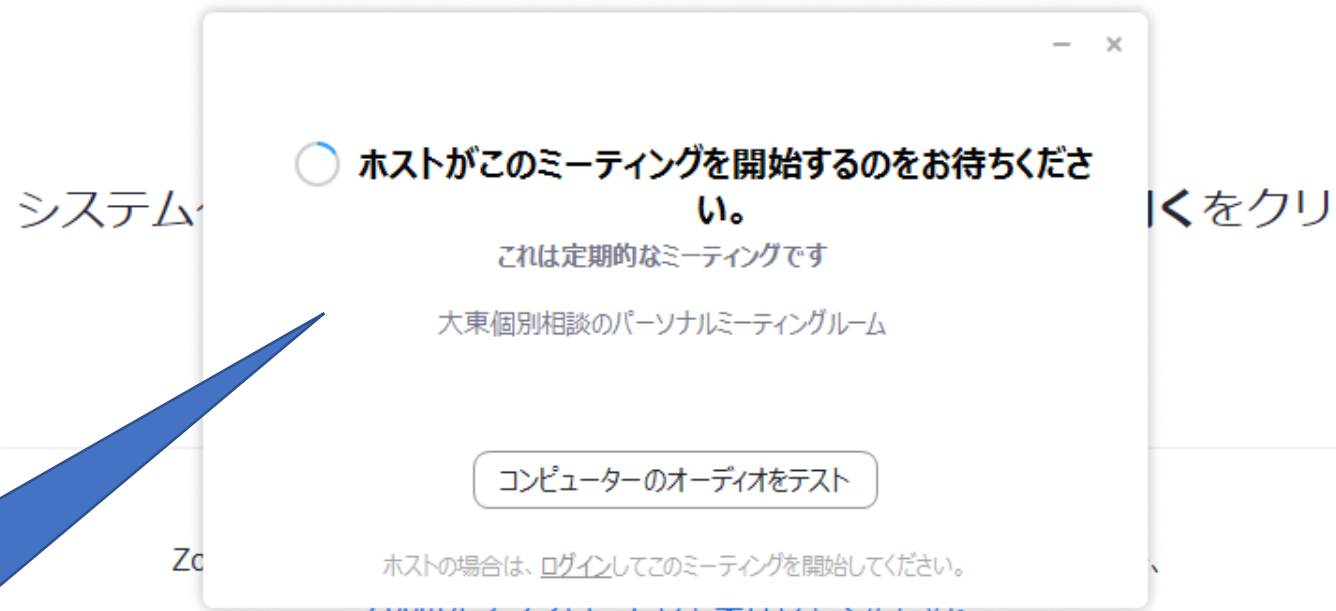 ホストがこのミーティングを開始するのをお待ちくださ
い。
システム
くをクリ
これは定期的なミーティングです
大東個別相談のパーソナルミーティングルーム
コンピューターのオーディオをテスト
Zo
ホストの場合は、ログインしてこのミーティングを開始してください。